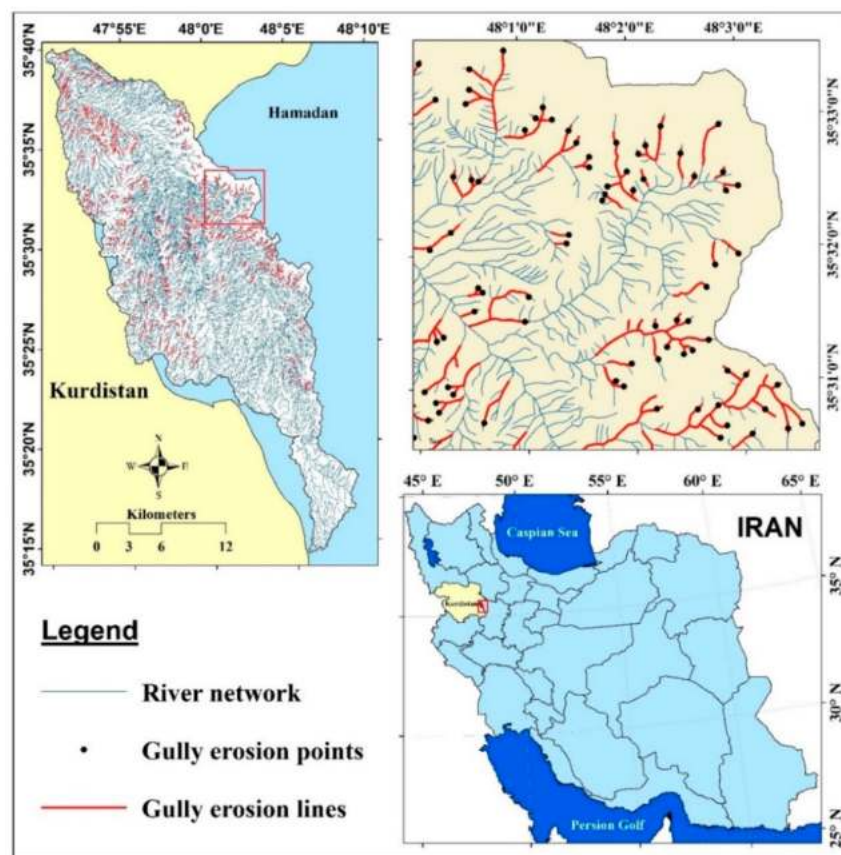 47°55'E 48°0'E 48°5'E 48°10'E
35°40'N
35°35'N
35°30'N
35°25'N
35°20'N
35°15'N
Hamadan
Kurdistan
N
W E
S
Kilometers
0 3 6 12
48°1'0"E 48°2'0"E 48°3'0"E
35°33'0"N
35°32'0"N
35°31'0"N
45° E 50° E 55° E 60° E 65° E
35°N
30°N
25°N
IRAN
Caspian Sea
Kurdistan
Persion Golf
Legend
River network
Gully erosion points
Gully erosion lines